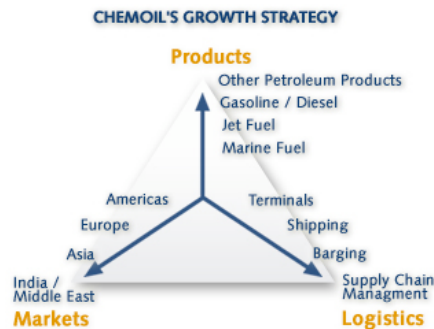 CHEMOIL'S GROWTH STRATEGY
Products
Other Petroleum Products
Gasoline / Diesel
Jet Fuel
Marine Fuel
Americas
Terminals
Europe
Shipping
Asia
Barging
India /
Middle East
Supply Chain
Managment
Markets
Logistics